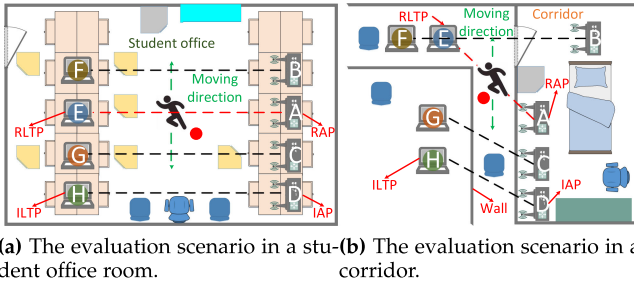 Student office
F
B
Moving
direction
RLTP
E
A
RAP
G
C
H
D
ILTP
IAP
(a) The evaluation scenario in a stu-
dent office room.
Moving
direction
Corridor
RLTP
F
E
B
RAP
A
G
C
H
D
ILTP
IAP
Wall
(b) The evaluation scenario in a
corridor.